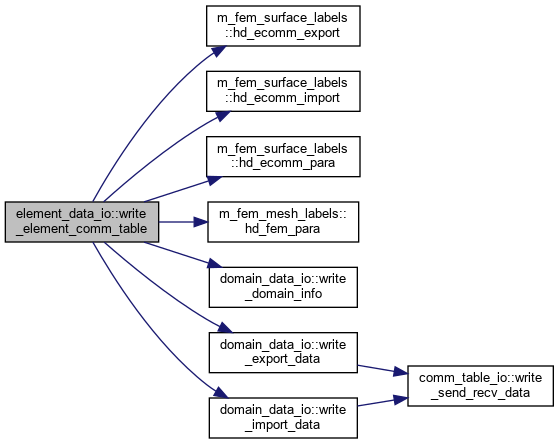 m_fem_surface_labels
::hd_ecomm_export
m_fem_surface_labels
::hd_ecomm_import
m_fem_surface_labels
::hd_ecomm_para
element_data_io::write
_element_comm_table
m_fem_mesh_labels::
hd_fem_para
domain_data_io::write
_domain_info
domain_data_io::write
_export_data
comm_table_io::write
_send_recv_data
domain_data_io::write
_import_data